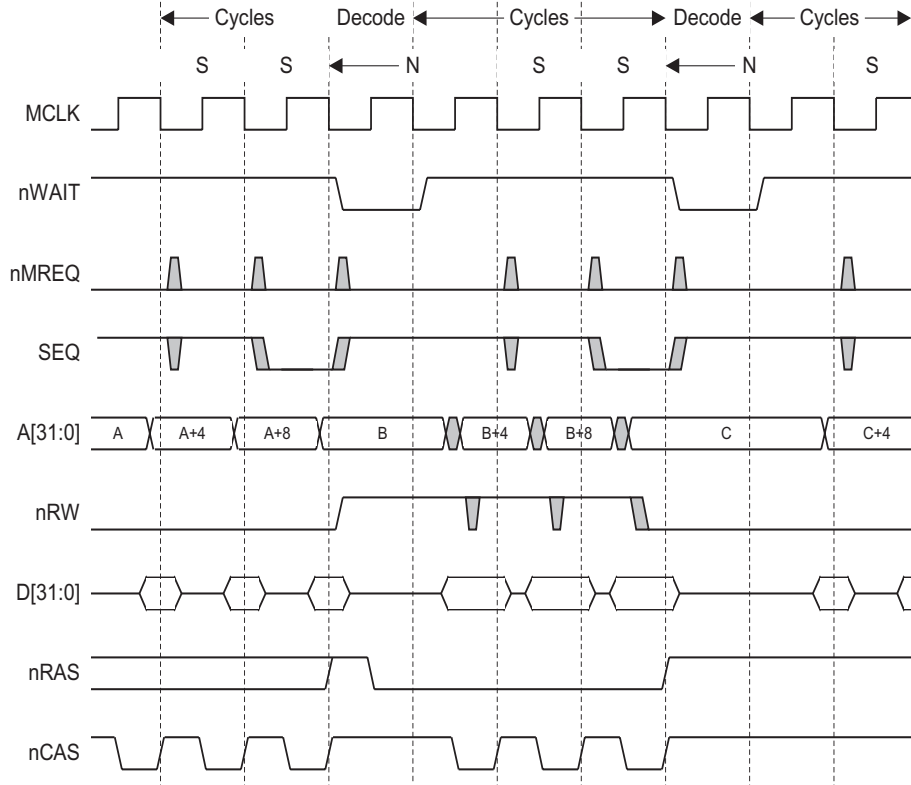 Cycles Decode Cycles Decode Cycles
S S N S S N S
MCLK
nWAIT
nMREQ
SEQ
A[31:0] A A+4 A+8 B B+4 B+8 C C+4
nRW
D[31:0]
nRAS
nCAS